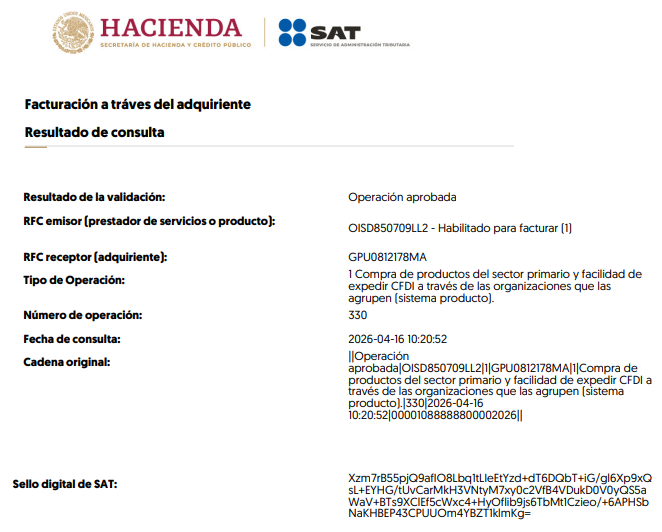 HACIENDA
SECRETARÍA DE HACIENDA Y CRÉDITO PÚBLICO
SAT
SERVICIO DE ADMINISTRACIÓN TRIBUTARIA
Facturación a tráves del adquiriente
Resultado de consulta
Resultado de la validación: Operación aprobada
RFC emisor (prestador de servicios o producto): OISD850709LL2 - Habilitado para facturar (1)
RFC receptor (adquiriente): GPU0812178MA
Tipo de Operación: 1 Compra de productos del sector primario y facilidad de
expedir CFDI a través de las organizaciones que las
agrupen (sistema producto).
Número de operación: 330
Fecha de consulta: 2026-04-16 10:20:52
Cadena original: ||Operación
aprobada|OISD850709LL2|1|GPU0812178MA|1|Compra de
productos del sector primario y facilidad de expedir CFDI a
través de las organizaciones que las agrupen (sistema
producto).|330|2026-04-16
10:20:52|00001088888800002026||
Sello digital de SAT: Xzm7rB55pjQ9aflO8Lbq1tLIeEtYzd+dT6DQbT+iG/gI6Xp9xQ
sL+EYHG/tUvCarMkH3VNtyM7xy0c2VfB4VDukD0V0yQS5a
WaV+BTs9XClEf5cWxc4+HyOflib9js6TbMt1Czieo/+6APHSb
NaKHBEP43CPUUOm4YBZT1klmKg=